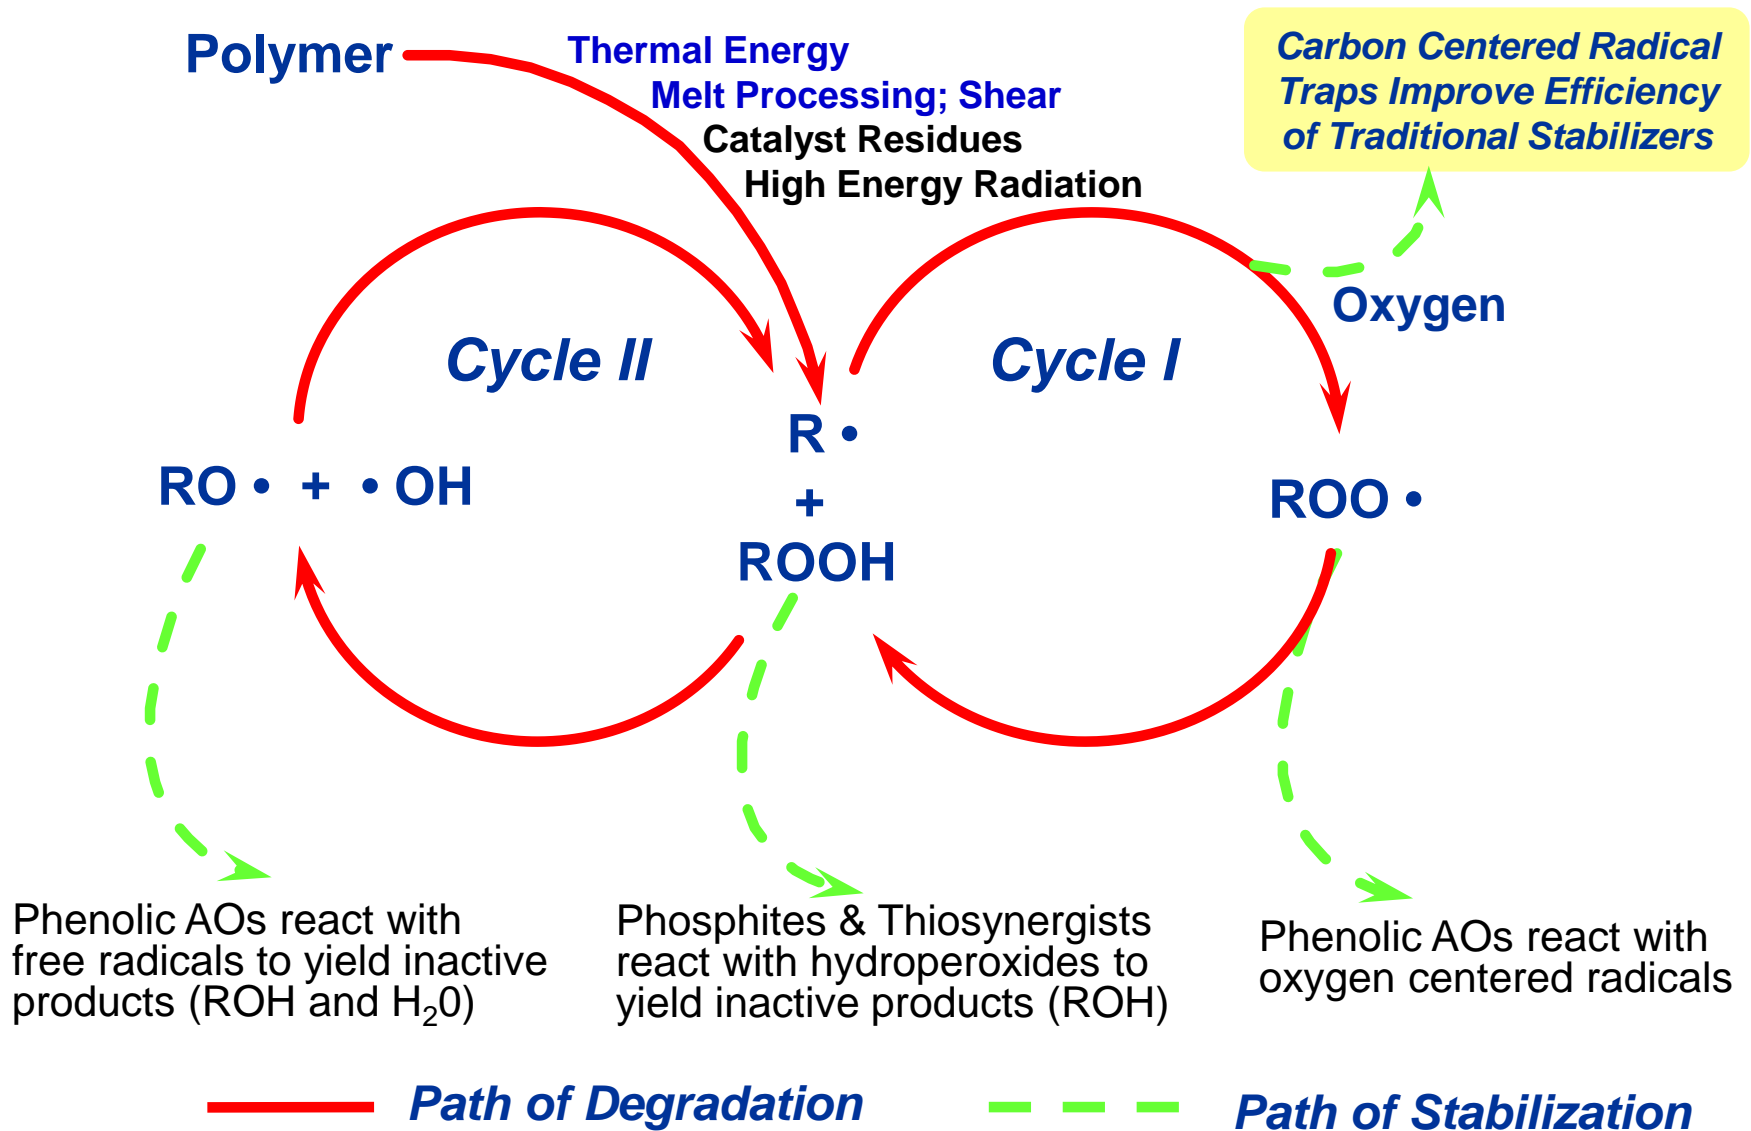 Polymer
Thermal Energy
Melt Processing; Shear
Catalyst Residues
High Energy Radiation
Carbon Centered Radical
Traps Improve Efficiency
of Traditional Stabilizers
Oxygen
Cycle II
Cycle I
R •
+
ROOH
RO • + • OH
ROO •
Phenolic AOs react with
free radicals to yield inactive
products (ROH and H₂0)
Phosphites & Thiosynergists
react with hydroperoxides to
yield inactive products (ROH)
Phenolic AOs react with
oxygen centered radicals
Path of Degradation
Path of Stabilization